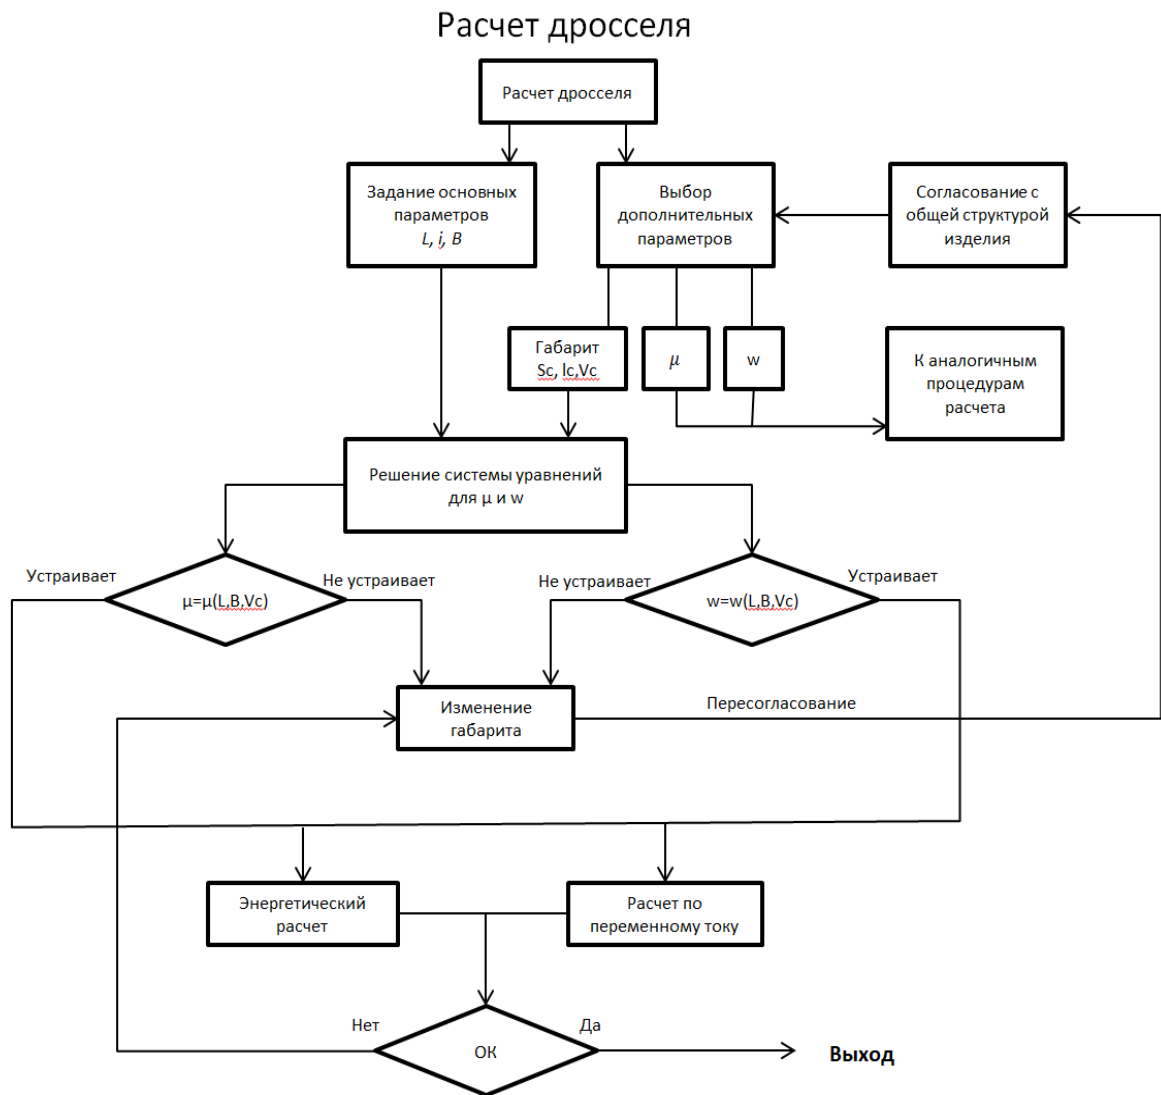 Расчет дросселя
Расчет дросселя
Задание основных
параметров
L, i, B
Выбор
дополнительных
параметров
Согласование с
общей структурой
изделия
Габарит
Sc, lc,Vc
μ
w
К аналогичным
процедурам
расчета
Решение системы уравнений
для μ и w
Устраивает
μ=μ(L,B,Vc)
Не устраивает
Не устраивает
w=w(L,B,Vc)
Устраивает
Изменение
габарита
Пересогласование
Энергетический
расчет
Расчет по
переменному току
Нет
ОК
Да
Выход